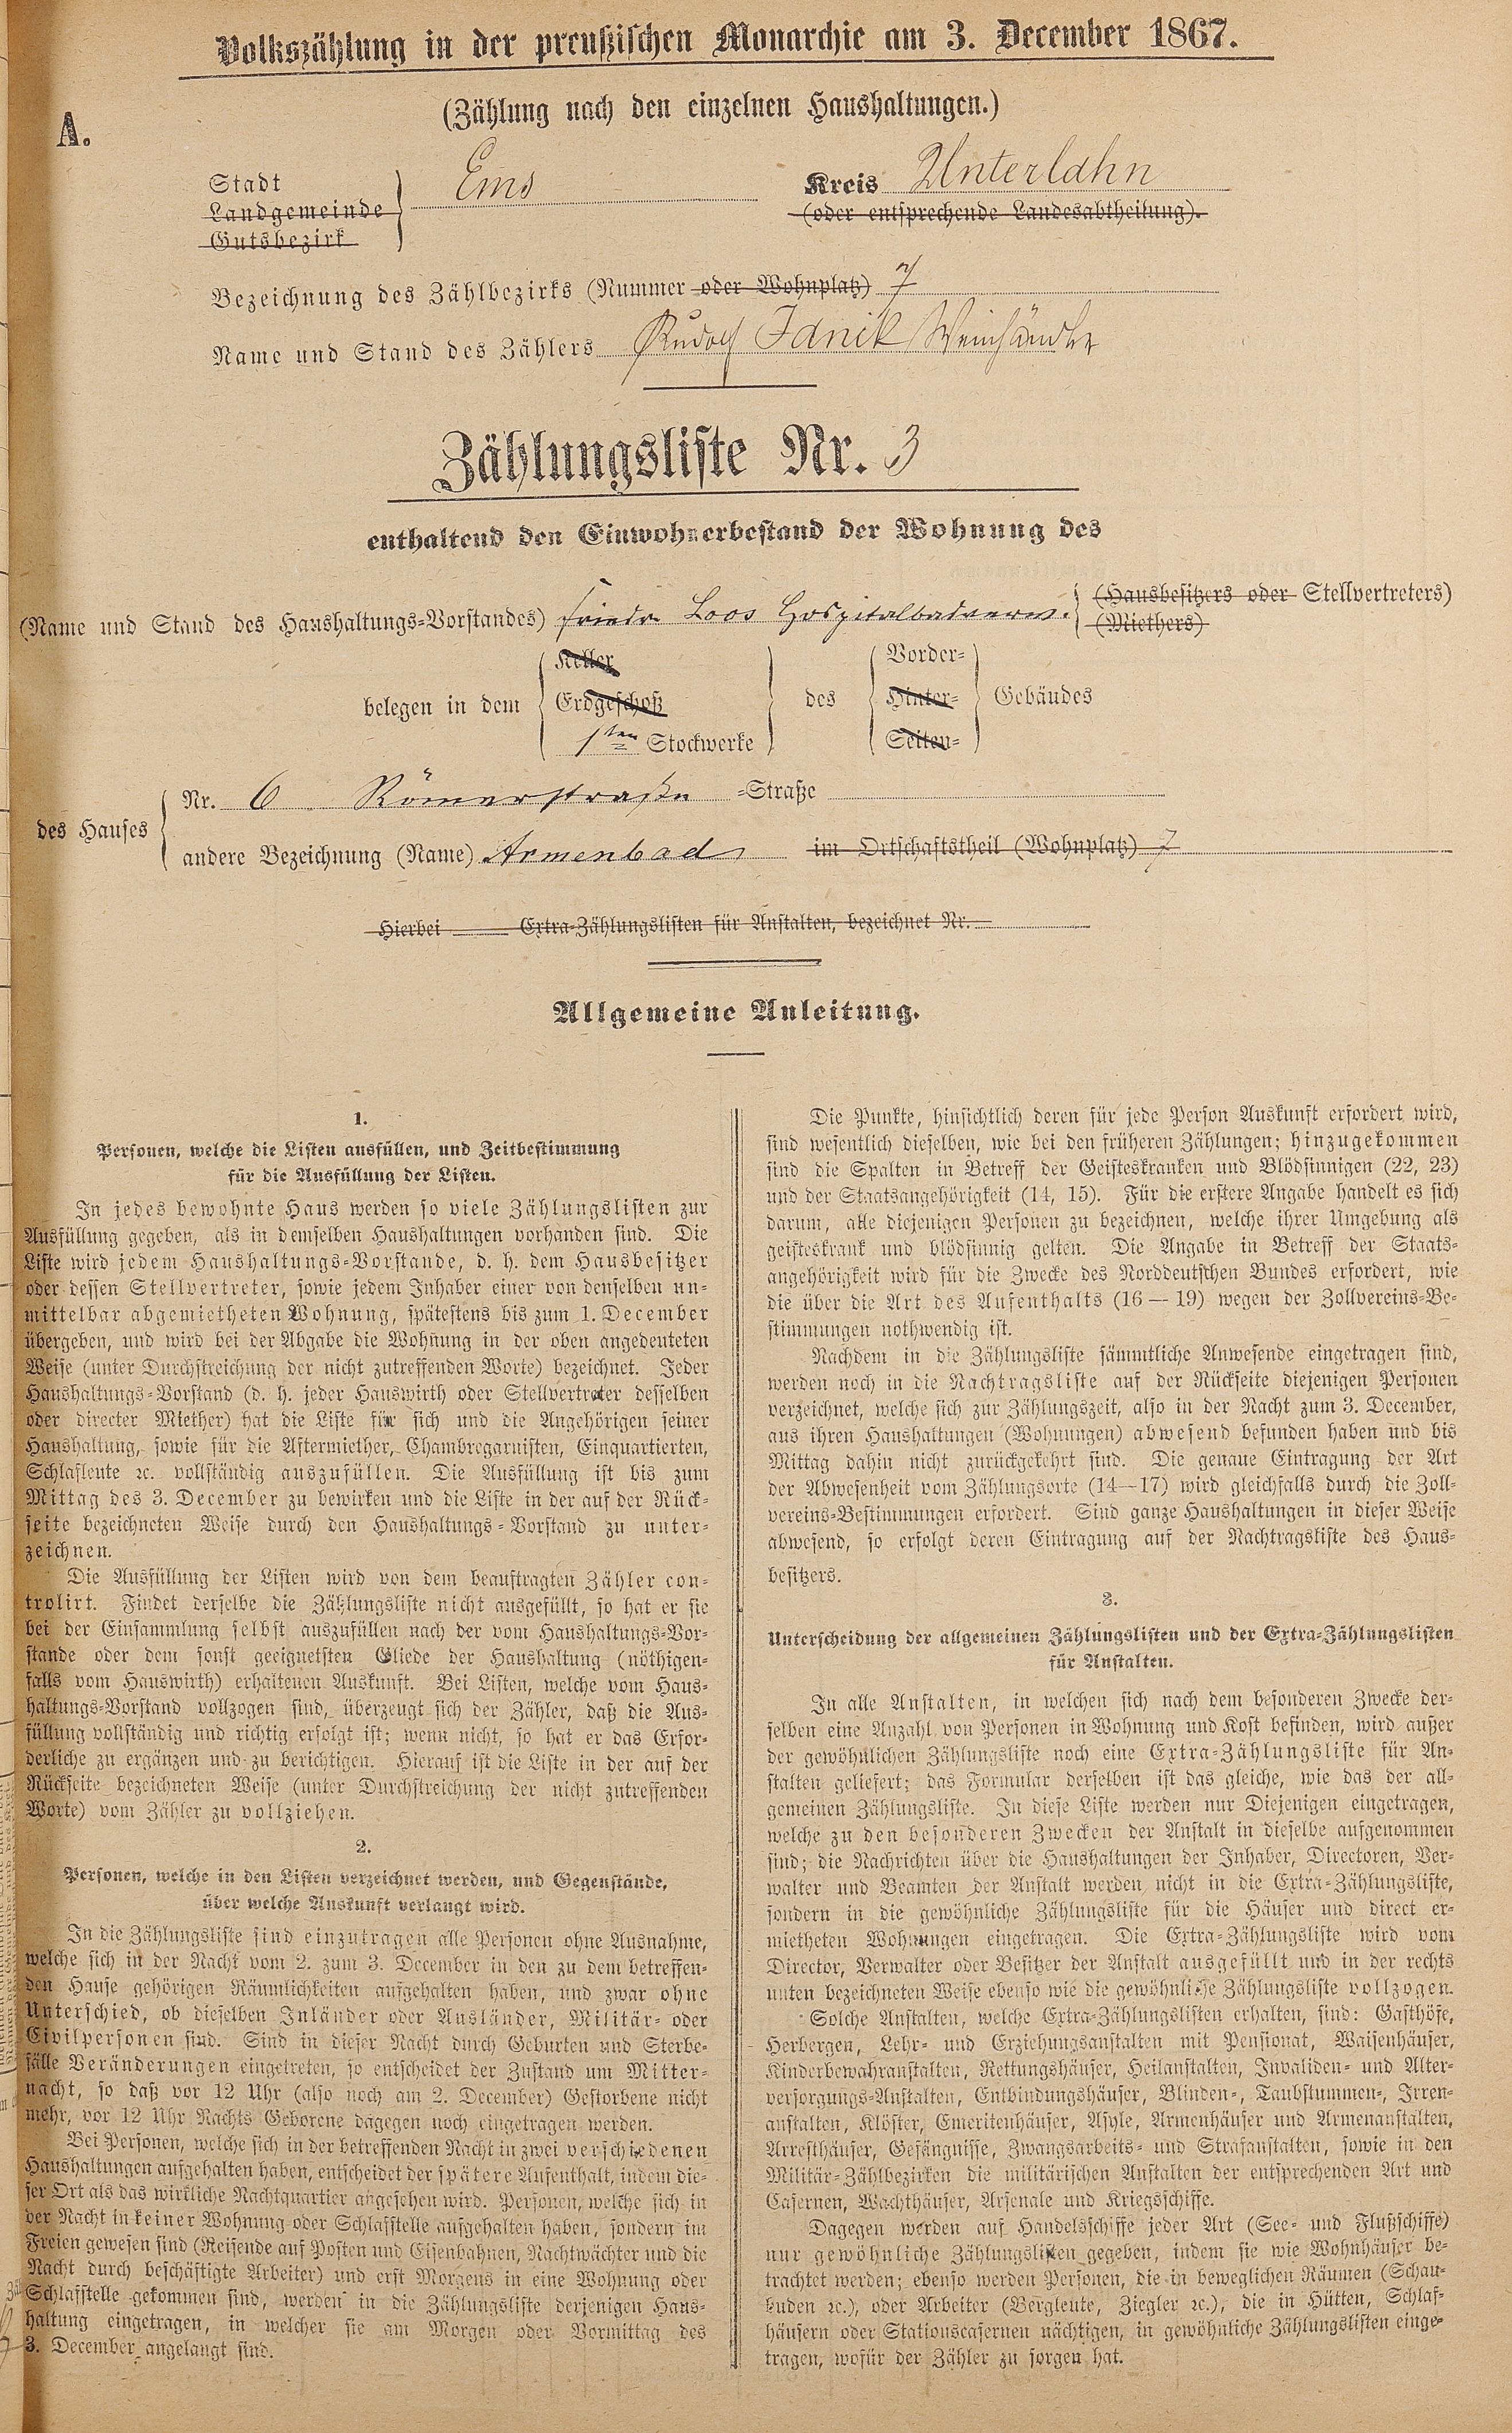 Volkszählung in der preußischen Monarchie am 3. December 1867.
(Zählung nach den einzelnen Haushaltungen.)
A.
Stadt
Landgemeinde
Gutsbezirk
Ems
Kreis Unterlahn
(oder entsprechende Landesabtheilung).
Bezeichnung des Zählbezirks (Nummer oder Wohnplatz) 7
Name und Stand des Zählers Rudolf Janik Weinhändler
Zählungsliste Nr. 3
enthaltend den Einwohnerbestand der Wohnung des
(Name und Stand des Haushaltungs-Vorstandes) Friedr. Loos Hospitalbadverw. (Hausbesitzers oder Stellvertreters)
(Miethers)
belegen in dem
Keller
Erdgeschoß
1sten Stockwerke
des
Vorder-
Hinter-
Seiten-
Gebäudes
des Hauses
Nr. 6 Römerstraße -Straße
andere Bezeichnung (Name) Armenbad im Ortschaftstheil (Wohnplatz) 7
Hierbei Extra-Zählungslisten für Anstalten, bezeichnet Nr.
Allgemeine Anleitung.
1.
Personen, welche die Listen ausfüllen, und Zeitbestimmung
für die Ausfüllung der Listen.
In jedes bewohnte Haus werden so viele Zählungslisten zur
Ausfüllung gegeben, als in demselben Haushaltungen vorhanden sind. Die
Liste wird jedem Haushaltungs-Vorstande, d. h. dem Hausbesitzer
oder dessen Stellvertreter, sowie jedem Inhaber einer von denselben un-
mittelbar abgemietheten Wohnung, spätestens bis zum 1. December
übergeben, und wird bei der Abgabe die Wohnung in der oben angedeuteten
Weise (unter Durchstreichung der nicht zutreffenden Worte) bezeichnet. Jeder
Haushaltungs-Vorstand (d. h. jeder Hauswirth oder Stellvertreter desselben
oder directer Miether) hat die Liste für sich und die Angehörigen seiner
Haushaltung, sowie für die Aftermiether, Chambregarnisten, Einquartierten,
Schlafleute ꝛc. vollständig auszufüllen. Die Ausfüllung ist bis zum
Mittag des 3. December zu bewirken und die Liste in der auf der Rück-
seite bezeichneten Weise durch den Haushaltungs-Vorstand zu unter-
zeichnen.
Die Ausfüllung der Listen wird von dem beauftragten Zähler con-
trolirt. Findet derselbe die Zählungsliste nicht ausgefüllt, so hat er sie
bei der Einsammlung selbst auszufüllen nach der vom Haushaltungs-Vor-
stande oder dem sonst geeignetsten Gliede der Haushaltung (nöthigen-
falls vom Hauswirth) erhaltenen Auskunft. Bei Listen, welche vom Haus-
haltungs-Vorstand vollzogen sind, überzeugt sich der Zähler, daß die Aus-
füllung vollständig und richtig erfolgt ist; wenn nicht, so hat er das Erfor-
derliche zu ergänzen und zu berichtigen. Hierauf ist die Liste in der auf der
Rückseite bezeichneten Weise (unter Durchstreichung der nicht zutreffenden
Worte) vom Zähler zu vollziehen.
2.
Personen, welche in den Listen verzeichnet werden, und Gegenstände,
über welche Auskunft verlangt wird.
In die Zählungsliste sind einzutragen alle Personen ohne Ausnahme,
welche sich in der Nacht vom 2. zum 3. December in den zu dem betreffen-
den Hause gehörigen Räumlichkeiten aufgehalten haben, und zwar ohne
Unterschied, ob dieselben Inländer oder Ausländer, Militär- oder
Civilpersonen sind. Sind in dieser Nacht durch Geburten und Sterbe-
fälle Veränderungen eingetreten, so entscheidet der Zustand um Mitter-
nacht, so daß vor 12 Uhr (also noch am 2. December) Gestorbene nicht
mehr, vor 12 Uhr Nachts Geborene dagegen noch eingetragen werden.
Bei Personen, welche sich in der betreffenden Nacht in zwei verschiedenen
Haushaltungen aufgehalten haben, entscheidet der spätere Aufenthalt, indem die-
ser Ort als das wirkliche Nachtquartier angesehen wird. Personen, welche sich in
der Nacht in keiner Wohnung oder Schlafstelle aufgehalten haben, sondern im
Freien gewesen sind (Reisende auf Posten und Eisenbahnen, Nachtwächter und die
Nacht durch beschäftigte Arbeiter) und erst Morgens in eine Wohnung oder
Schlafstelle gekommen sind, werden in die Zählungsliste derjenigen Haus-
haltung eingetragen, in welcher sie am Morgen oder Vormittag des
3. December angelangt sind.
Die Punkte, hinsichtlich deren für jede Person Auskunft erfordert wird,
sind wesentlich dieselben, wie bei den früheren Zählungen; hinzugekommen
sind die Spalten in Betreff der Geisteskranken und Blödsinnigen (22, 23)
und der Staatsangehörigkeit (14, 15). Für die erstere Angabe handelt es sich
darum, alle diejenigen Personen zu bezeichnen, welche ihrer Umgebung als
geisteskrank und blödsinnig gelten. Die Angabe in Betreff der Staats-
angehörigkeit wird für die Zwecke des Norddeutschen Bundes erfordert, wie
die über die Art des Aufenthalts (16—19) wegen der Zollvereins-Be-
stimmungen nothwendig ist.
Nachdem in die Zählungsliste sämmtliche Anwesende eingetragen sind,
werden noch in die Nachtragsliste auf der Rückseite diejenigen Personen
verzeichnet, welche sich zur Zählungszeit, also in der Nacht zum 3. December,
aus ihren Haushaltungen (Wohnungen) abwesend befunden haben und bis
Mittag dahin nicht zurückgekehrt sind. Die genaue Eintragung der Art
der Abwesenheit vom Zählungsorte (14—17) wird gleichfalls durch die Zoll-
vereins-Bestimmungen erfordert. Sind ganze Haushaltungen in dieser Weise
abwesend, so erfolgt deren Eintragung auf der Nachtragsliste des Haus-
besitzers.
3.
Unterscheidung der allgemeinen Zählungslisten und der Extra-Zählungslisten
für Anstalten.
In alle Anstalten, in welchen sich nach dem besonderen Zwecke der-
selben eine Anzahl von Personen in Wohnung und Kost befinden, wird außer
der gewöhnlichen Zählungsliste noch eine Extra-Zählungsliste für An-
stalten geliefert; das Formular derselben ist das gleiche, wie das der all-
gemeinen Zählungsliste. In diese Liste werden nur Diejenigen eingetragen,
welche zu den besonderen Zwecken der Anstalt in dieselbe aufgenommen
sind; die Nachrichten über die Haushaltungen der Inhaber, Directoren, Ver-
walter und Beamten der Anstalt werden nicht in die Extra-Zählungsliste,
sondern in die gewöhnliche Zählungsliste für die Häuser und direct er-
mietheten Wohnungen eingetragen. Die Extra-Zählungsliste wird vom
Director, Verwalter oder Besitzer der Anstalt ausgefüllt und in der rechts
unten bezeichneten Weise ebenso wie die gewöhnliche Zählungsliste vollzogen.
Solche Anstalten, welche Extra-Zählungslisten erhalten, sind: Gasthöfe,
Herbergen, Lehr- und Erziehungsanstalten mit Pensionat, Waisenhäuser,
Kinderbewahranstalten, Rettungshäuser, Heilanstalten, Invaliden- und Alter-
versorgungs-Anstalten, Entbindungshäuser, Blinden-, Taubstummen-, Irren-
anstalten, Klöster, Emeritenhäuser, Asyle, Armenhäuser und Armenanstalten,
Arresthäuser, Gefängnisse, Zwangsarbeits- und Strafanstalten, sowie in den
Militär-Zählbezirken die militärischen Anstalten der entsprechenden Art und
Casernen, Wachthäuser, Arsenale und Kriegsschiffe.
Dagegen werden auf Handelsschiffe jeder Art (See- und Flußschiffe)
nur gewöhnliche Zählungslisten gegeben, indem sie wie Wohnhäuser be-
trachtet werden; ebenso werden Personen, die in beweglichen Räumen (Schau-
buden ꝛc.), oder Arbeiter (Bergleute, Ziegler ꝛc.), die in Hütten, Schlaf-
häusern oder Stationscasernen nächtigen, in gewöhnliche Zählungslisten einge-
tragen, wofür der Zähler zu sorgen hat.